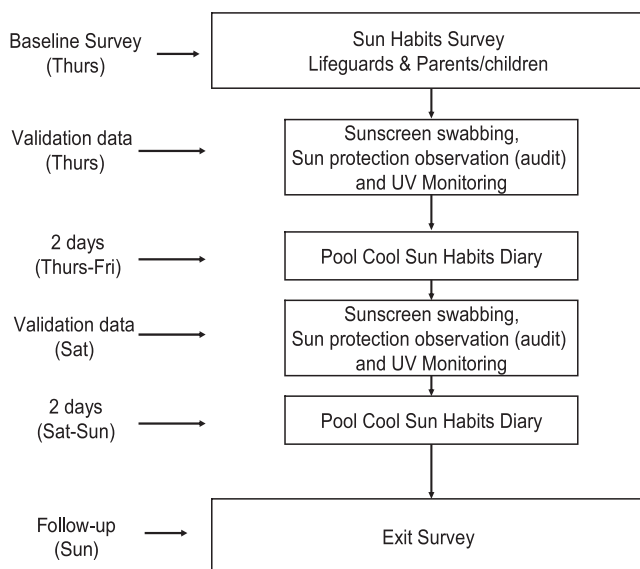 Baseline Survey
(Thurs)
Sun Habits Survey
Lifeguards & Parents/children
Validation data
(Thurs)
Sunscreen swabbing,
Sun protection observation (audit)
and UV Monitoring
2 days
(Thurs-Fri)
Pool Cool Sun Habits Diary
Validation data
(Sat)
Sunscreen swabbing,
Sun protection observation (audit)
and UV Monitoring
2 days
(Sat-Sun)
Pool Cool Sun Habits Diary
Follow-up
(Sun)
Exit Survey